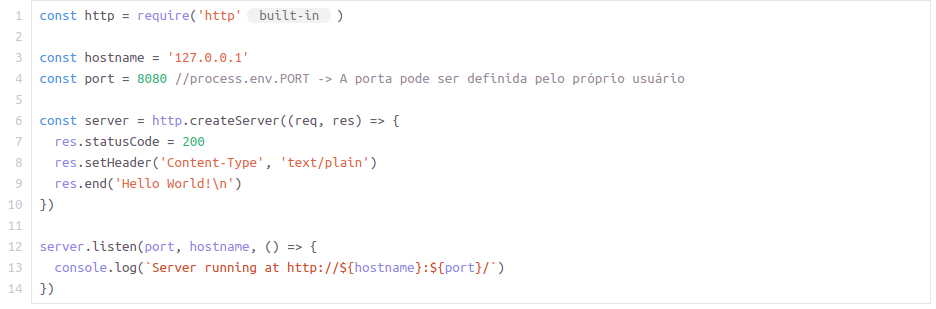 1 const http = require('http' built-in )
2
3 const hostname = '127.0.0.1'
4 const port = 8080 //process.env.PORT -> A porta pode ser definida pelo próprio usuário
5
6 const server = http.createServer((req, res) => {
7   res.statusCode = 200
8   res.setHeader('Content-Type', 'text/plain')
9   res.end('Hello World!\n')
10 })
11
12 server.listen(port, hostname, () => {
13   console.log(`Server running at http://${hostname}:${port}/`)
14 })